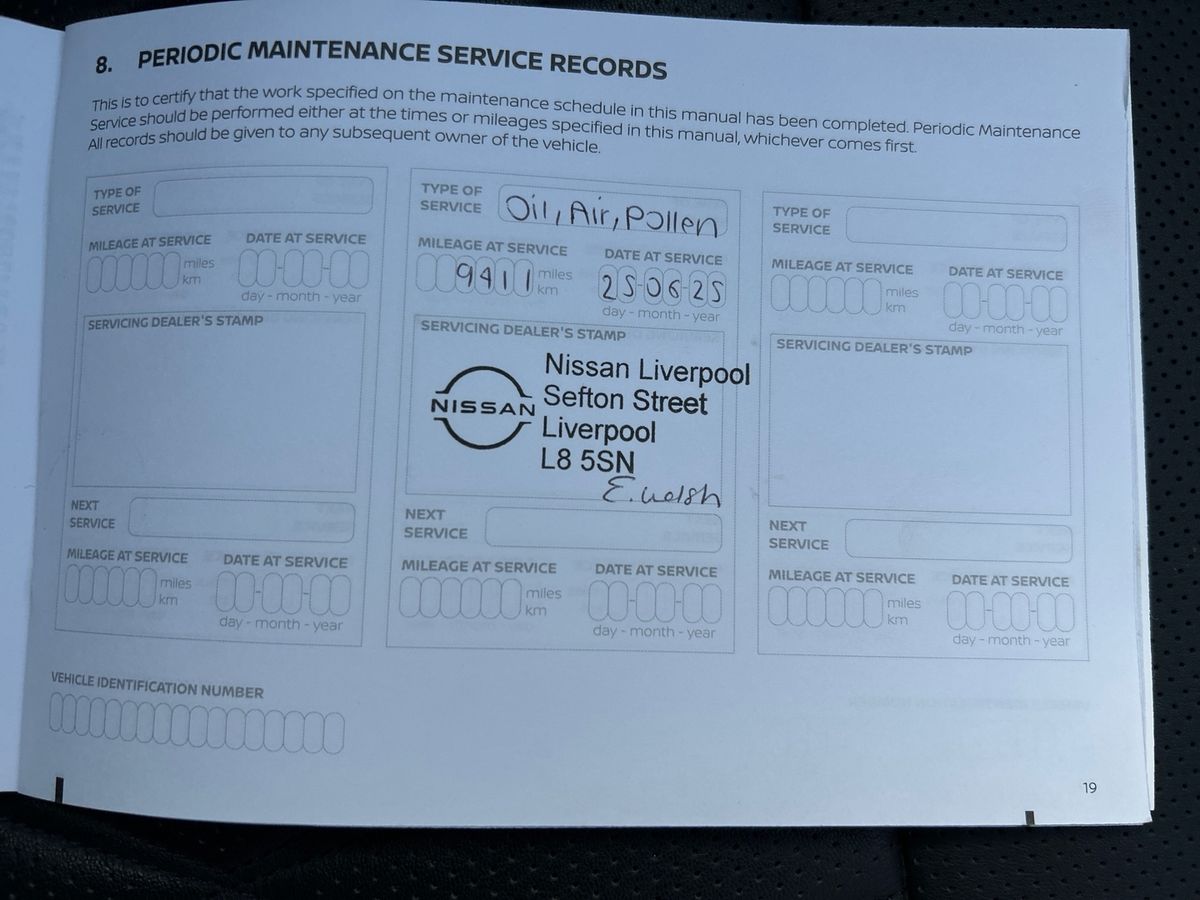 8. PERIODIC MAINTENANCE SERVICE RECORDS
This is to certify that the work specified on the maintenance schedule in this manual has been completed. Periodic Maintenance
Service should be performed either at the times or mileages specified in this manual, whichever comes first.
All records should be given to any subsequent owner of the vehicle.
TYPE OF
SERVICE
MILEAGE AT SERVICE DATE AT SERVICE
miles
km
day - month - year
SERVICING DEALER'S STAMP
NEXT
SERVICE
MILEAGE AT SERVICE DATE AT SERVICE
miles
km
day - month - year
TYPE OF
SERVICE Oil, Air, Pollen
MILEAGE AT SERVICE DATE AT SERVICE
9411 miles
km
25-06-25
day - month - year
SERVICING DEALER'S STAMP
NISSAN
Nissan Liverpool
Sefton Street
Liverpool
L8 5SN
E. Walsh
NEXT
SERVICE
MILEAGE AT SERVICE DATE AT SERVICE
miles
km
day - month - year
TYPE OF
SERVICE
MILEAGE AT SERVICE DATE AT SERVICE
miles
km
day - month - year
SERVICING DEALER'S STAMP
NEXT
SERVICE
MILEAGE AT SERVICE DATE AT SERVICE
miles
km
day - month - year
VEHICLE IDENTIFICATION NUMBER
19